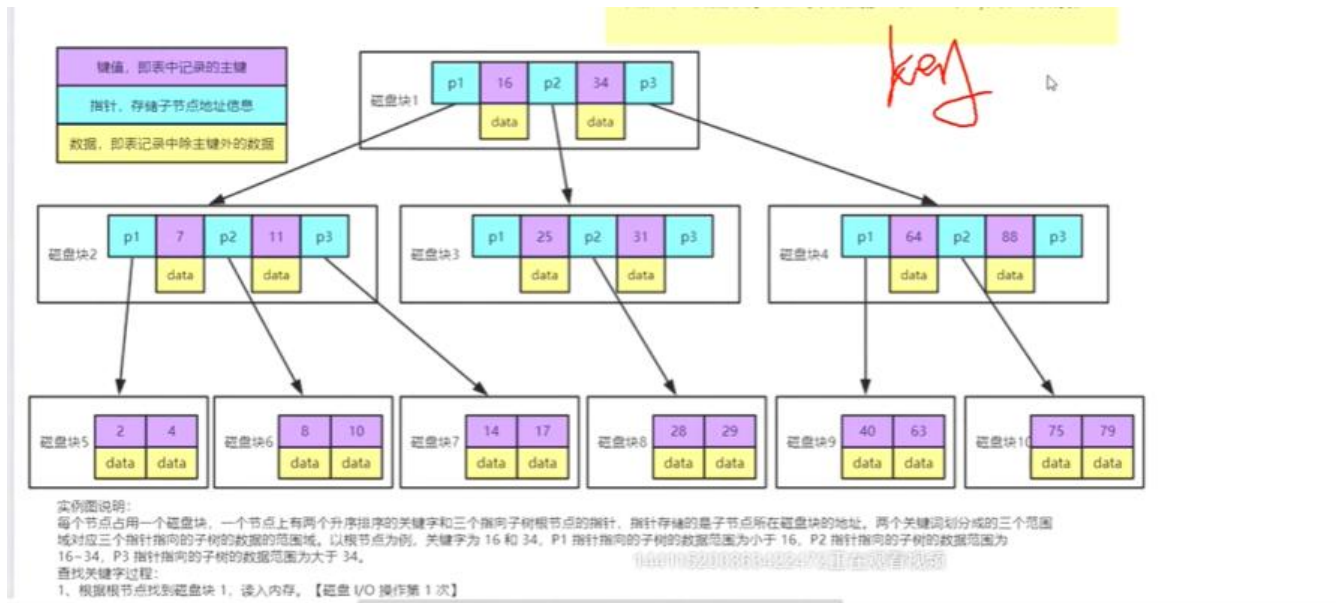 key
键值，即表中记录的主键
指针，存储子节点地址信息
数据，即表记录中除主键外的数据
磁盘块1 p1 16 p2 34 p3
data data
磁盘块2 p1 7 p2 11 p3
data data
磁盘块3 p1 25 p2 31 p3
data data
磁盘块4 p1 64 p2 88 p3
data data
磁盘块5 2 4
data data
磁盘块6 8 10
data data
磁盘块7 14 17
data data
磁盘块8 28 29
data data
磁盘块9 40 63
data data
磁盘块10 75 79
data data
实例图说明：
每个节点占用一个磁盘块，一个节点上有两个升序排序的关键字和三个指向子树根节点的指针，指针存储的是子节点所在磁盘块的地址。两个关键词划分成的三个范围
域对应三个指针指向的子树的数据的范围域。以根节点为例，关键字为 16 和 34，P1 指针指向的子树的数据范围为小于 16，P2 指针指向的子树的数据范围为
16~34，P3 指针指向的子树的数据范围为大于 34。
正在观看视频
查找关键字过程：
1、根据根节点找到磁盘块 1，读入内存。【磁盘 I/O 操作第 1 次】